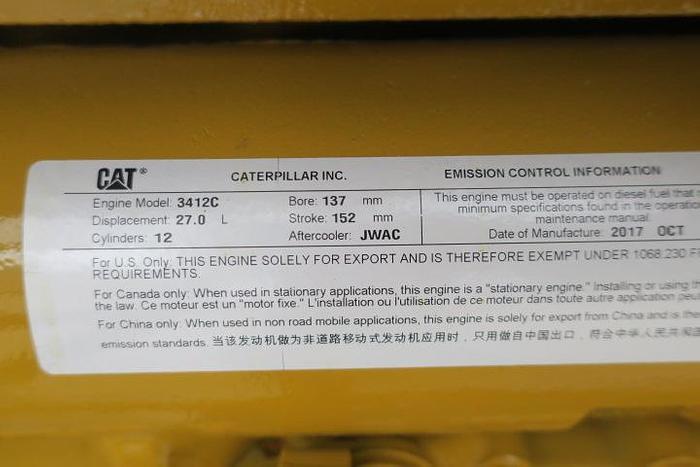 CAT® CATERPILLAR INC. EMISSION CONTROL INFORMATION
Engine Model: 3412C Bore: 137 mm This engine must be operated on diesel fuel that
Displacement: 27.0 L Stroke: 152 mm minimum specifications found in the operation
Cylinders: 12 Aftercooler: JWAC maintenance manual.
Date of Manufacture: 2017 OCT
For U.S. Only: THIS ENGINE SOLELY FOR EXPORT AND IS THEREFORE EXEMPT UNDER 1068.230 F
REQUIREMENTS.
For Canada only: When used in stationary applications, this engine is a "stationary engine." Installing or using
the law. Ce moteur est un "motor fixe." L'installation ou l'utilisation de ce moteur dans toute autre application
For China only: When used in non road mobile applications, this engine is solely for export from China and is
emission standards. 当该发动机做为非道路移动式发动机应用时，只用做自中国出口，符合中华人民共和